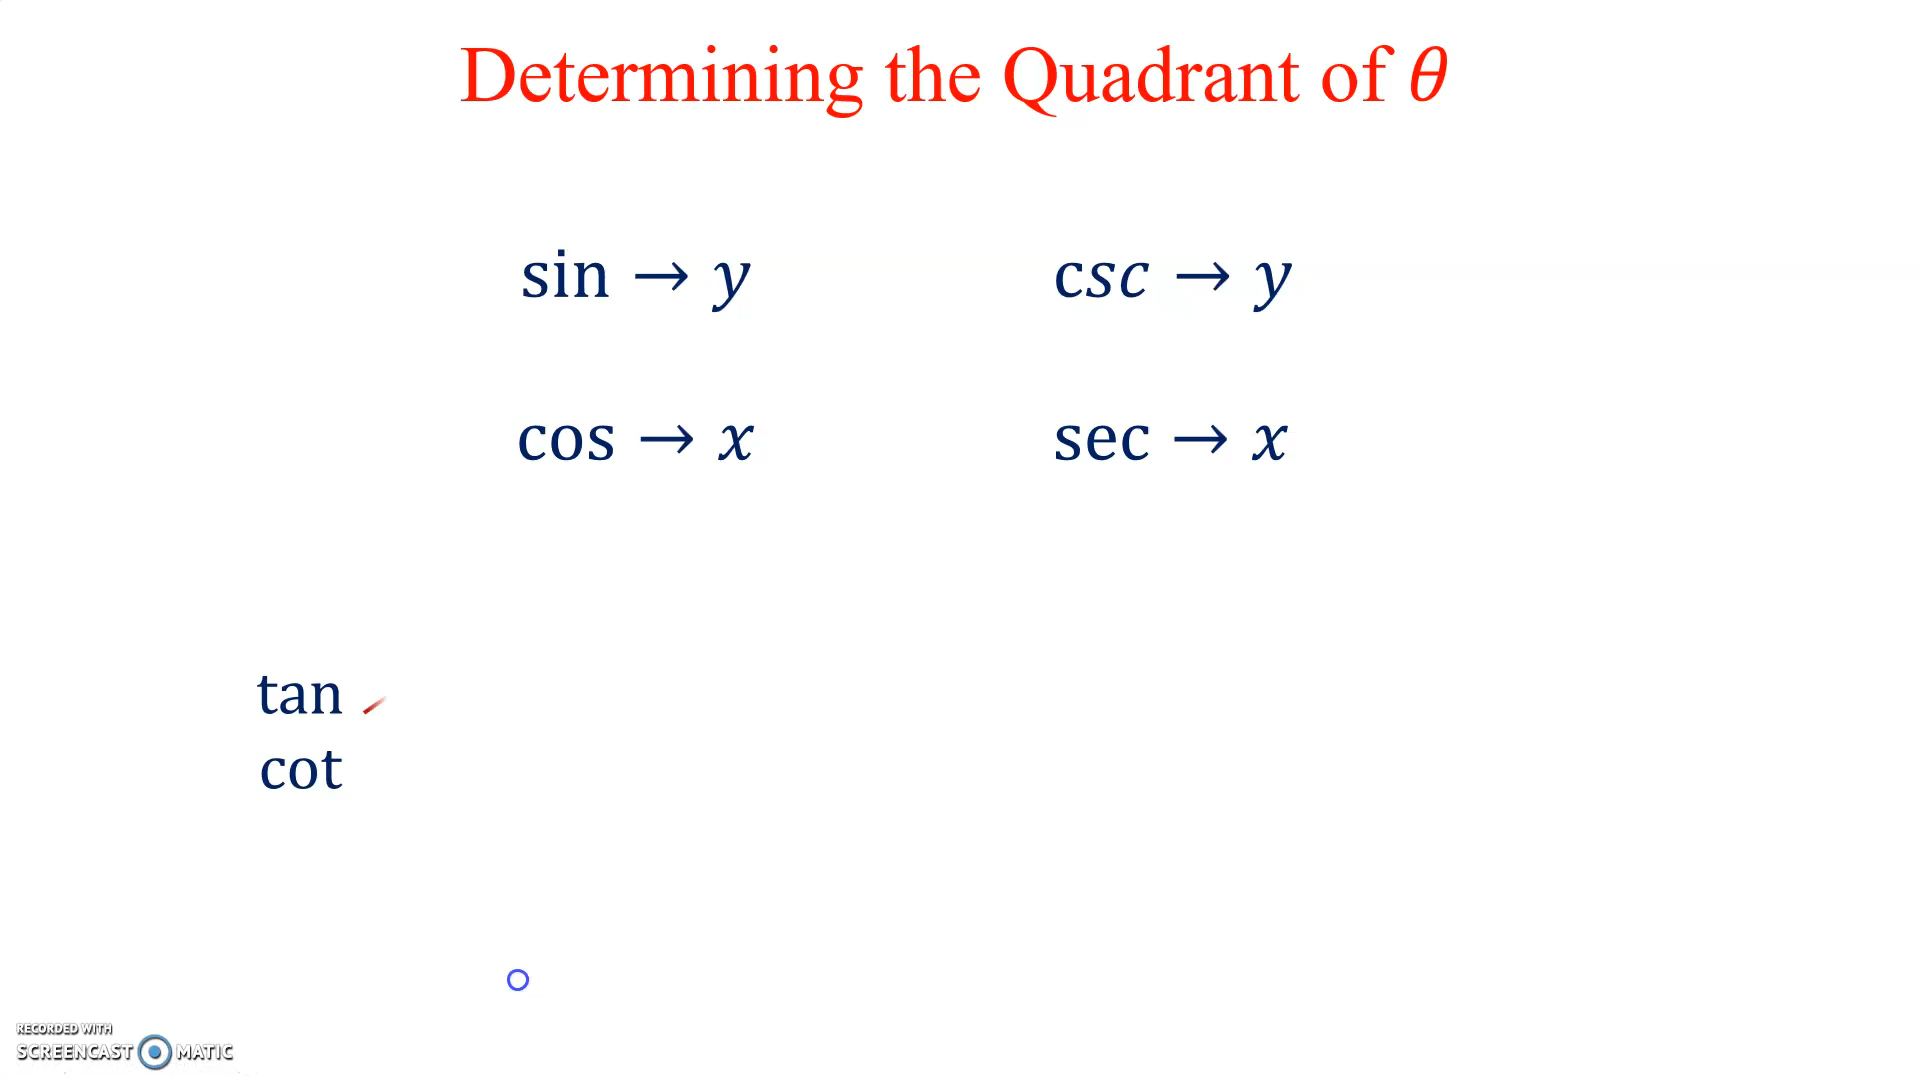 Determining the Quadrant of θ
sin → y
csc → y
cos → x
sec → x
tan
cot
RECORDED WITH
SCREENCAST MATIC